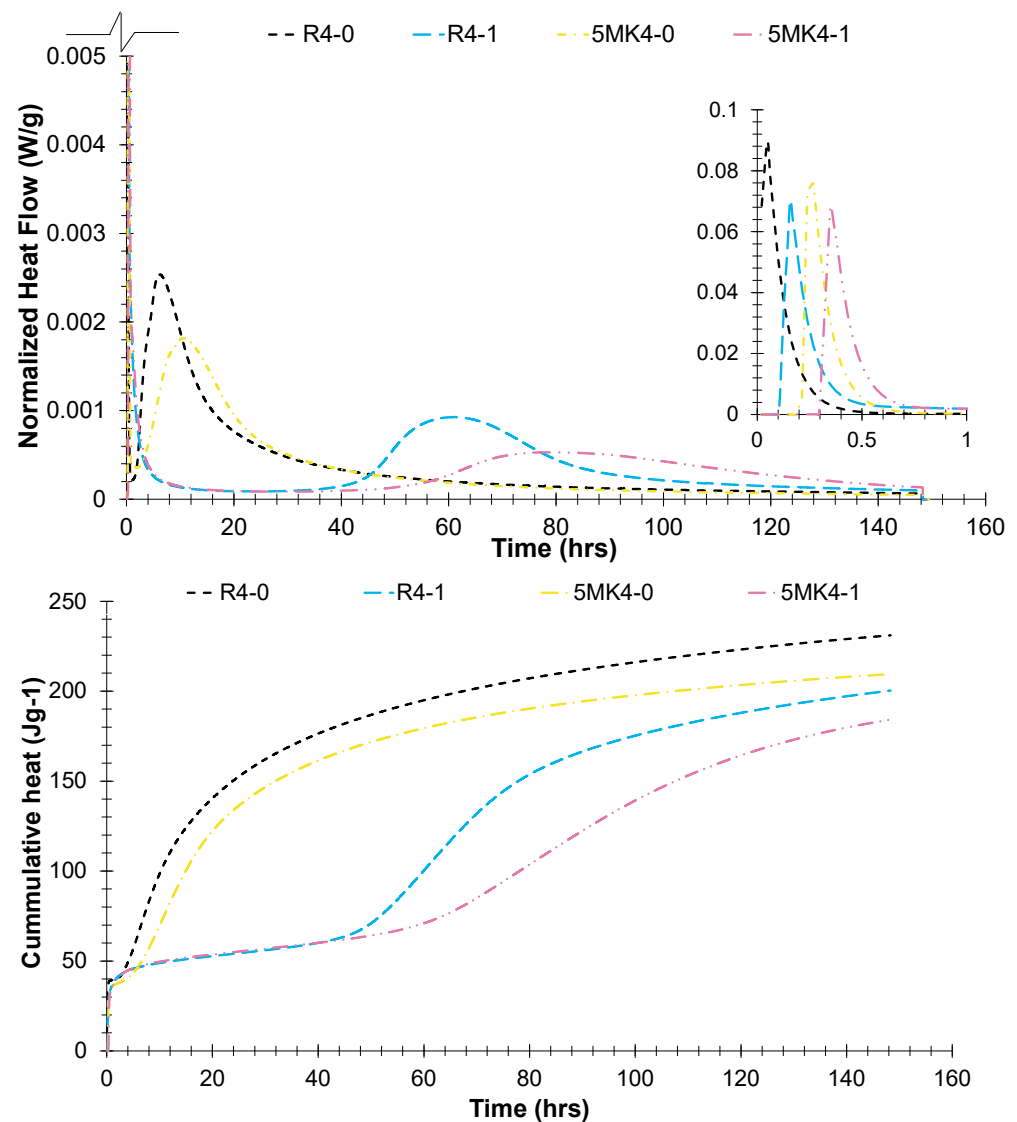 R4-0 R4-1 5MK4-0 5MK4-1
Normalized Heat Flow (W/g)
0.005
0.004
0.003
0.002
0.001
0
0 20 40 60 80 100 120 140 160
Time (hrs)
0.1
0.08
0.06
0.04
0.02
0
0 0.5 1
R4-0 R4-1 5MK4-0 5MK4-1
Cummulative heat (Jg-1)
250
200
150
100
50
0
0 20 40 60 80 100 120 140 160
Time (hrs)